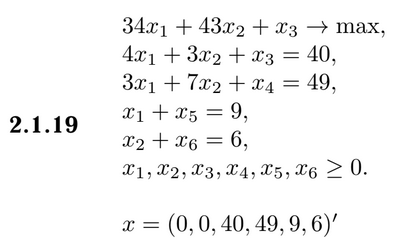 34x₁ + 43x₂ + x₃ → max,
4x₁ + 3x₂ + x₃ = 40,
3x₁ + 7x₂ + x₄ = 49,
2.1.19 x₁ + x₅ = 9,
x₂ + x₆ = 6,
x₁, x₂, x₃, x₄, x₅, x₆ ≥ 0.
x = (0, 0, 40, 49, 9, 6)′